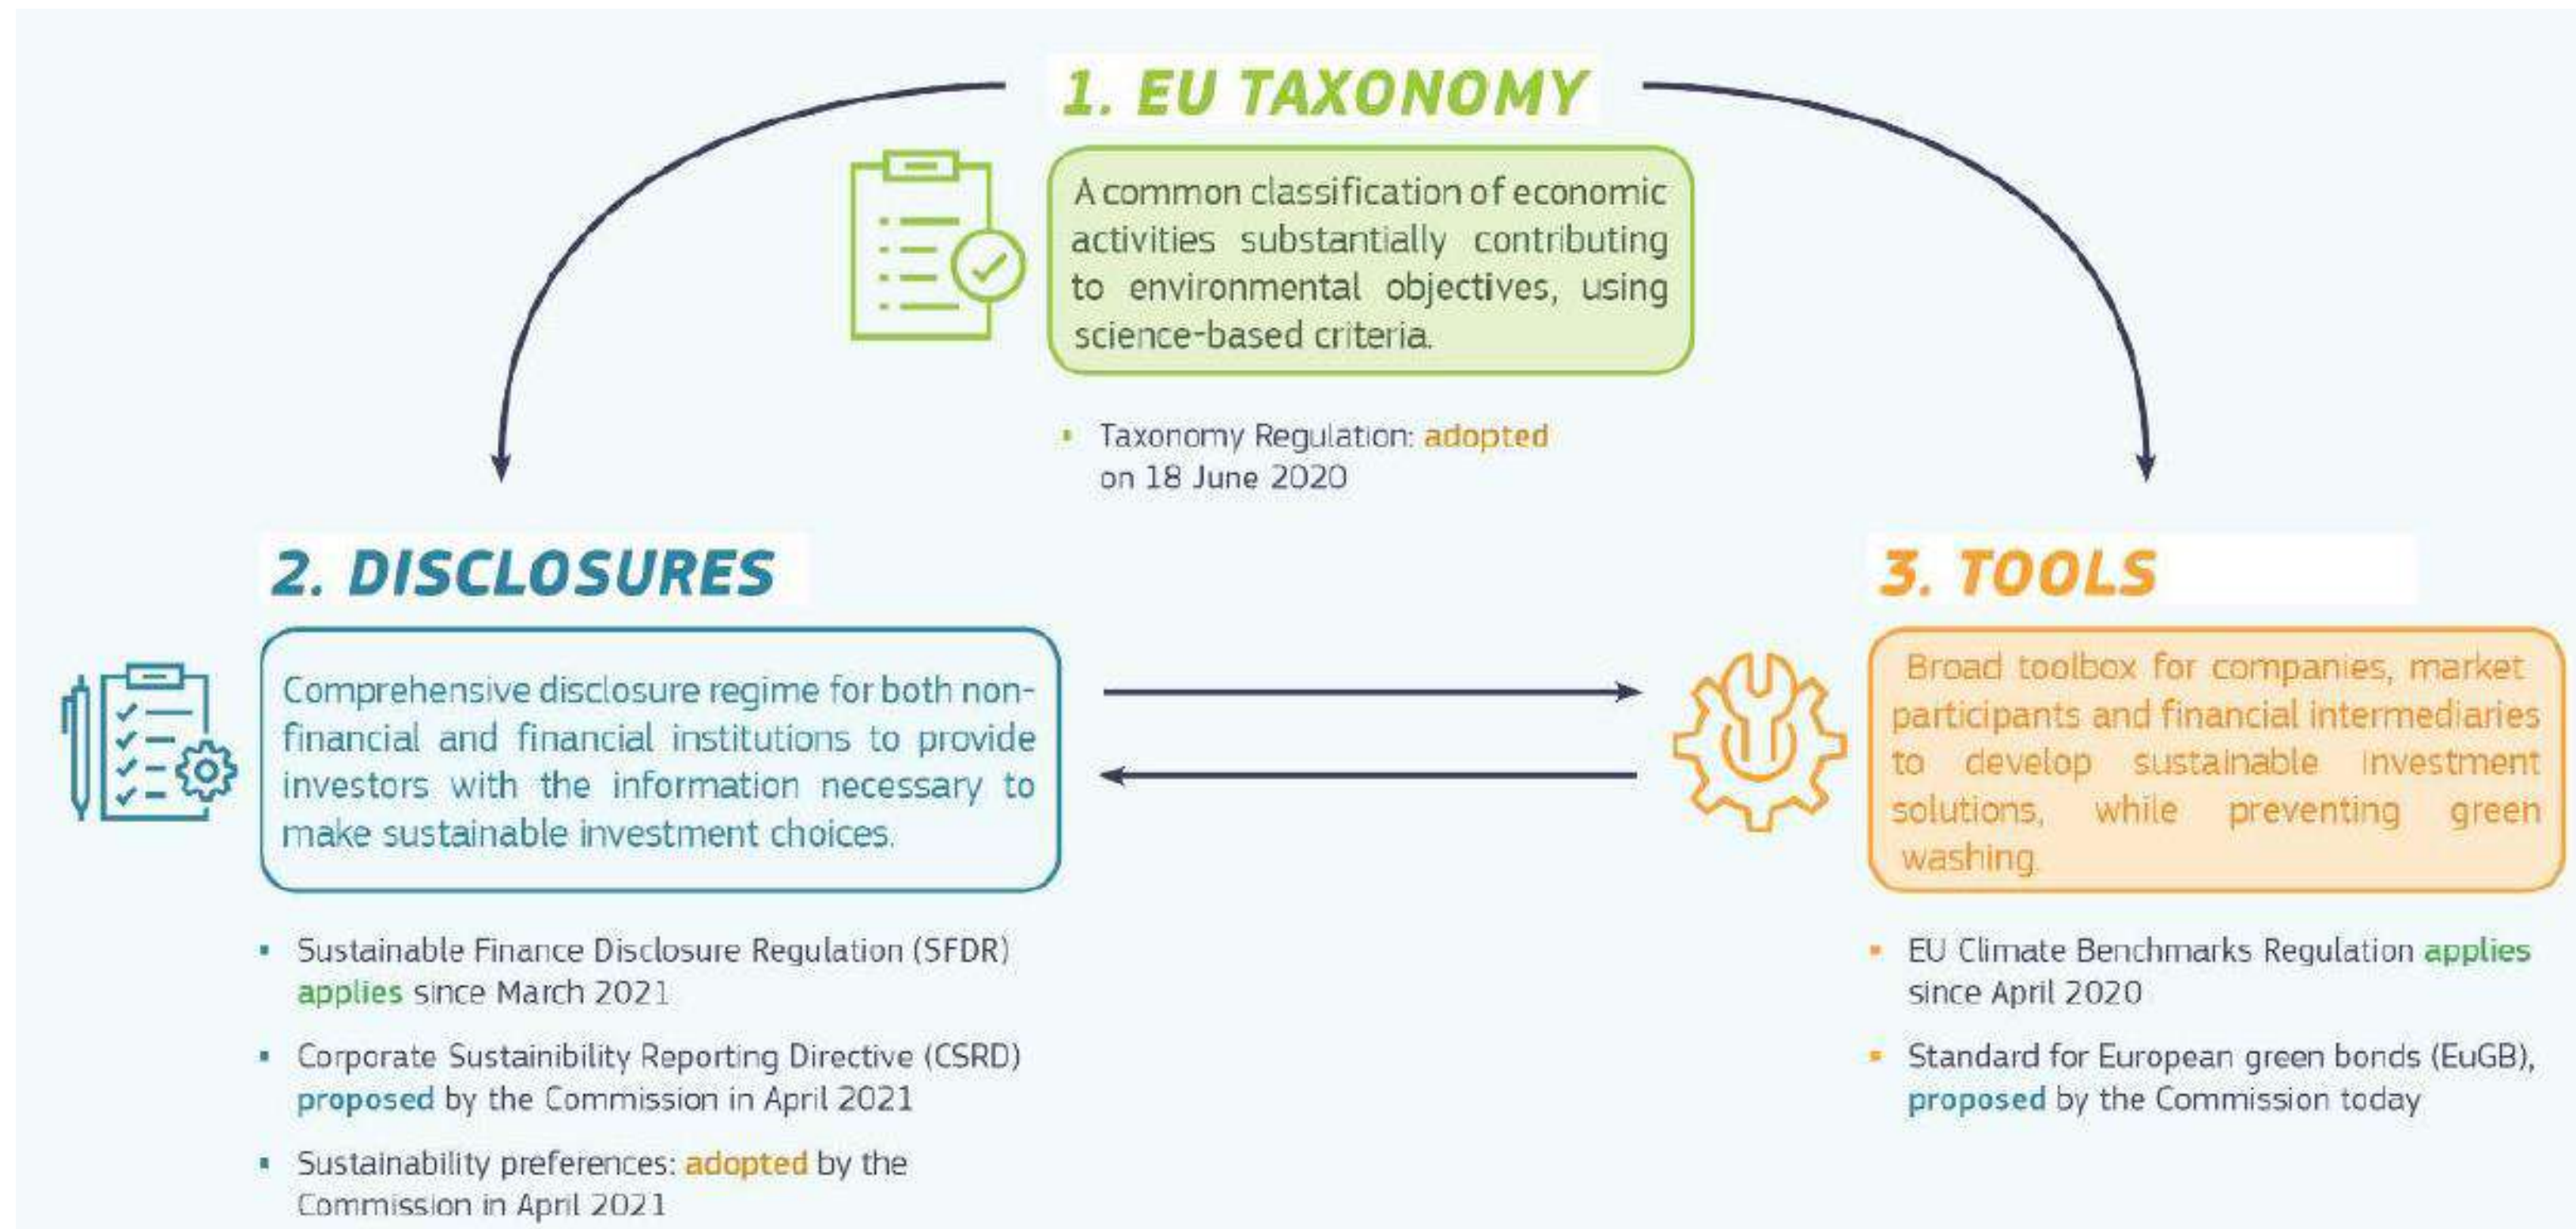 1. EU TAXONOMY
A common classification of economic
activities substantially contributing
to environmental objectives, using
science-based criteria.
▪ Taxonomy Regulation: adopted
on 18 June 2020
2. DISCLOSURES
Comprehensive disclosure regime for both non-
financial and financial institutions to provide
investors with the information necessary to
make sustainable investment choices.
▪ Sustainable Finance Disclosure Regulation (SFDR)
applies since March 2021
▪ Corporate Sustainibility Reporting Directive (CSRD)
proposed by the Commission in April 2021
▪ Sustainability preferences: adopted by the
Commission in April 2021
3. TOOLS
Broad toolbox for companies, market
participants and financial intermediaries
to develop sustainable investment
solutions, while preventing green
washing.
▪ EU Climate Benchmarks Regulation applies
since April 2020
▪ Standard for European green bonds (EuGB),
proposed by the Commission today